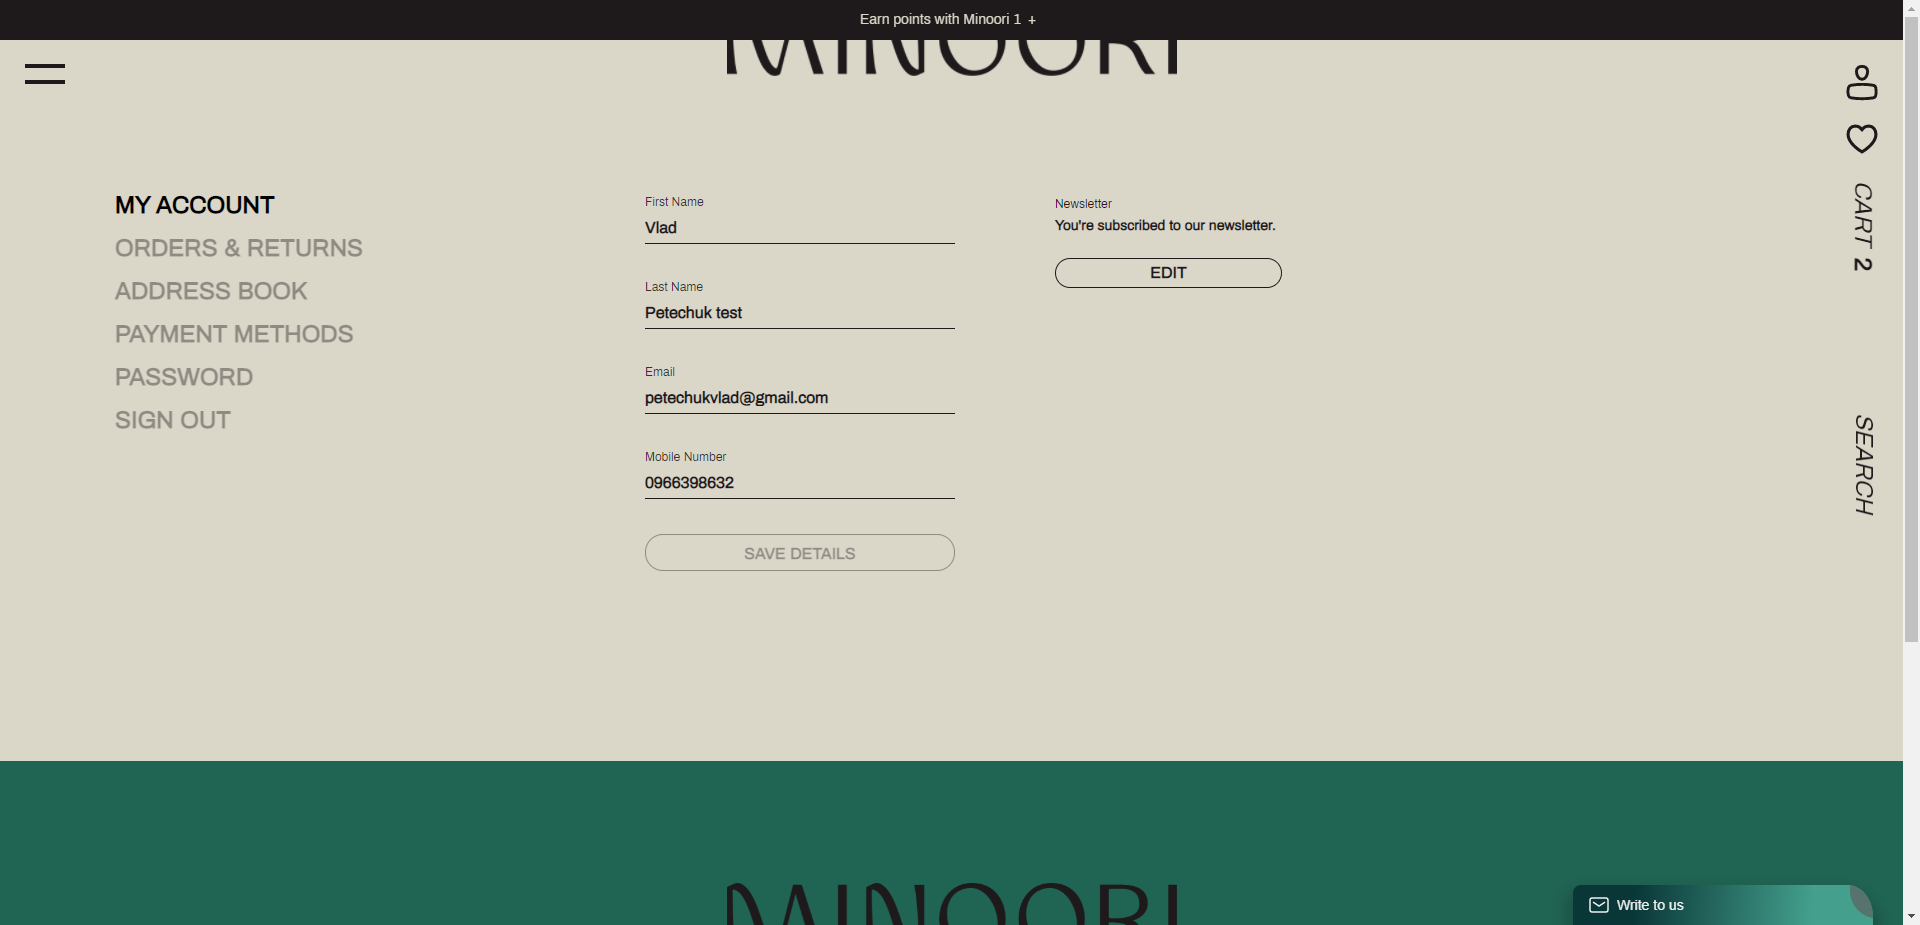 Earn points with Minoori 1 +
MINOORI
MY ACCOUNT
ORDERS & RETURNS
ADDRESS BOOK
PAYMENT METHODS
PASSWORD
SIGN OUT
First Name
Vlad
Last Name
Petechuk test
Email
petechukvlad@gmail.com
Mobile Number
0966398632
SAVE DETAILS
Newsletter
You're subscribed to our newsletter.
EDIT
CART 2
SEARCH
MINOORI
Write to us